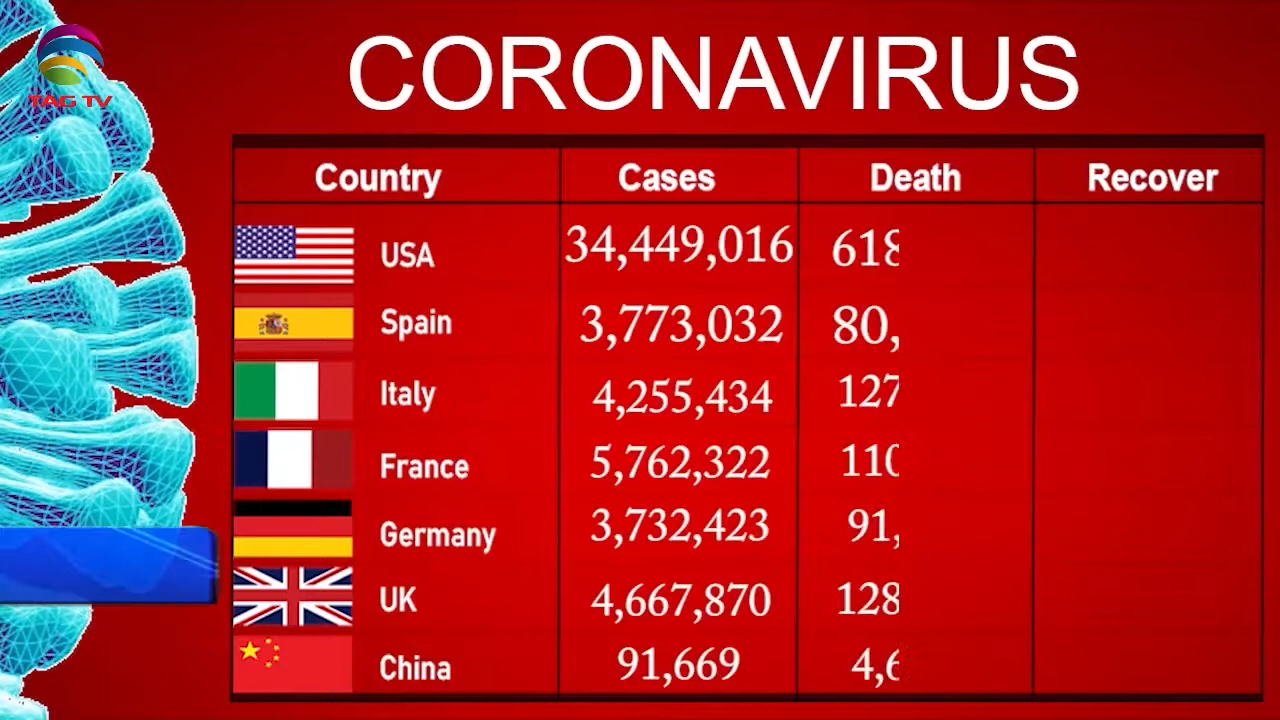 TAG TV
CORONAVIRUS
Country Cases Death Recover
USA 34,449,016 618
Spain 3,773,032 80,
Italy 4,255,434 127
France 5,762,322 110
Germany 3,732,423 91,
UK 4,667,870 128
China 91,669 4,6